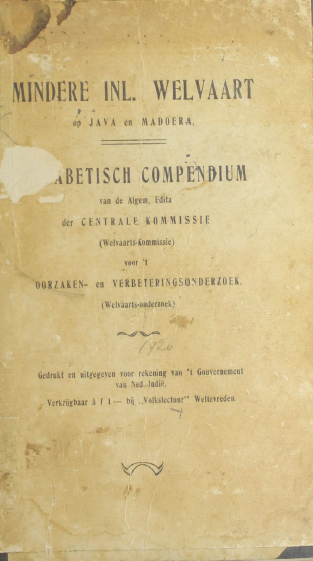 MINDERE INL. WELVAART
op JAVA en MADOERA.
ABETISCH COMPENDIUM
van de Algem. Edita
der CENTRALE KOMMISSIE
(Welvaarts-Kommissie)
voor 't
OORZAKEN- en VERBETERINGSONDERZOEK.
(Welvaarts-onderzoek)
1920
Gedrukt en uitgegeven voor rekening van 't Gouvernement
van Ned.-Indië.
Verkrijgbaar à f 1 — bij „Volkslectuur" Weltevreden